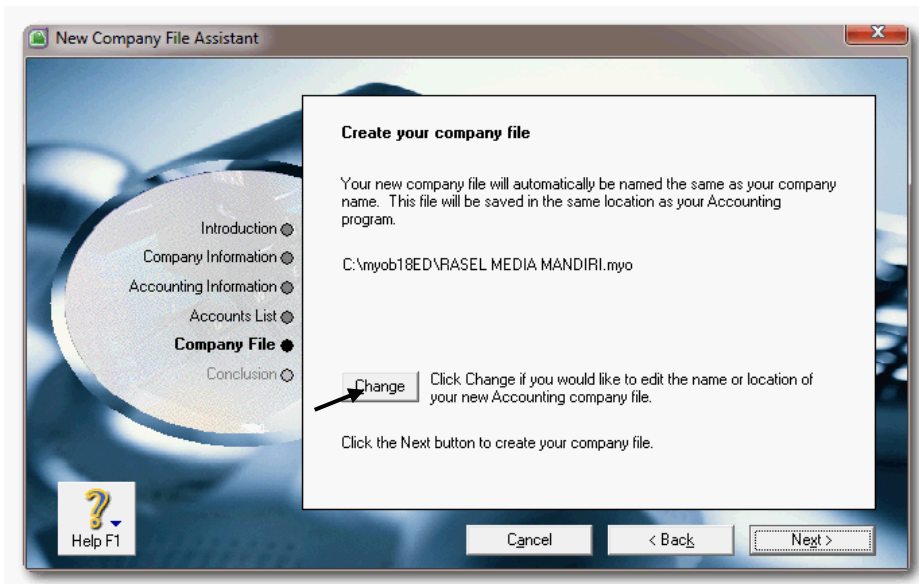 New Company File Assistant
Create your company file
Your new company file will automatically be named the same as your company
name. This file will be saved in the same location as your Accounting
program.
C:\myob18ED\RASEL MEDIA MANDIRI.myo
Introduction
Company Information
Accounting Information
Accounts List
Company File
Conclusion
Change
Click Change if you would like to edit the name or location of
your new Accounting company file.
Click the Next button to create your company file.
Help F1
Cancel
< Back
Next >